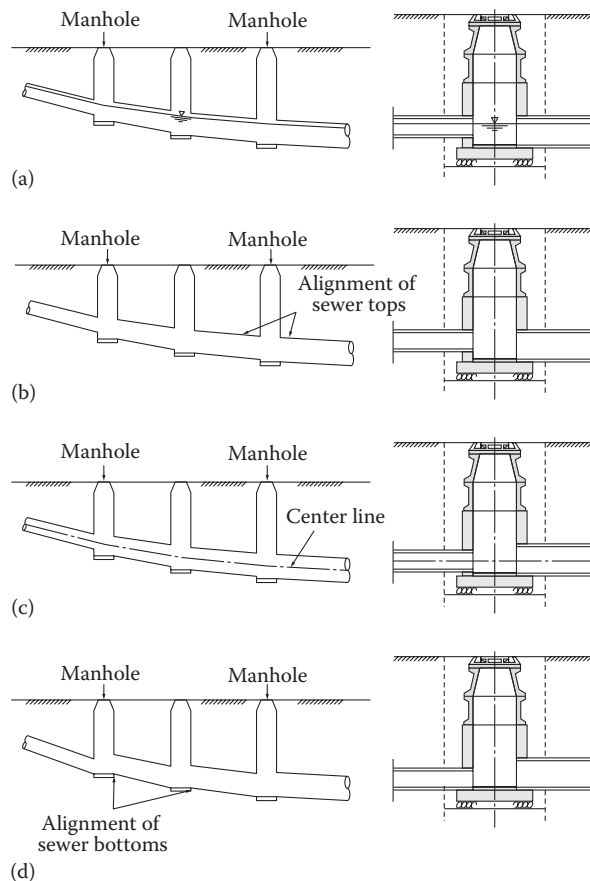 Manhole Manhole
(a)
Manhole Manhole
Alignment of
sewer tops
(b)
Manhole Manhole
Center line
(c)
Manhole Manhole
Alignment of
sewer bottoms
(d)